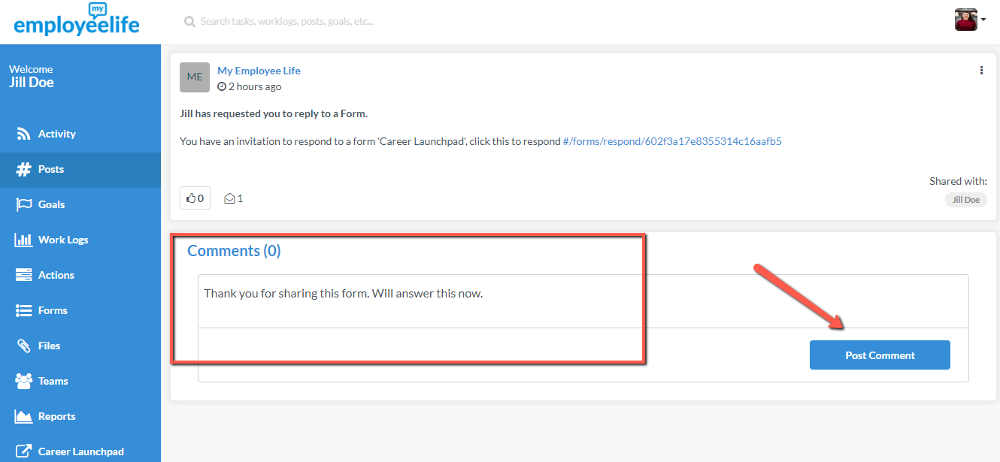 my
employeelife
Search tasks, worklogs, posts, goals, etc...
Welcome
Jill Doe
Activity
Posts
Goals
Work Logs
Actions
Forms
Files
Teams
Reports
Career Launchpad
ME
My Employee Life
2 hours ago
Jill has requested you to reply to a Form.
You have an invitation to respond to a form 'Career Launchpad', click this to respond #/forms/respond/602f3a17e8355314c16aafb5
Shared with:
Jill Doe
0
1
Comments (0)
Thank you for sharing this form. Will answer this now.
Post Comment